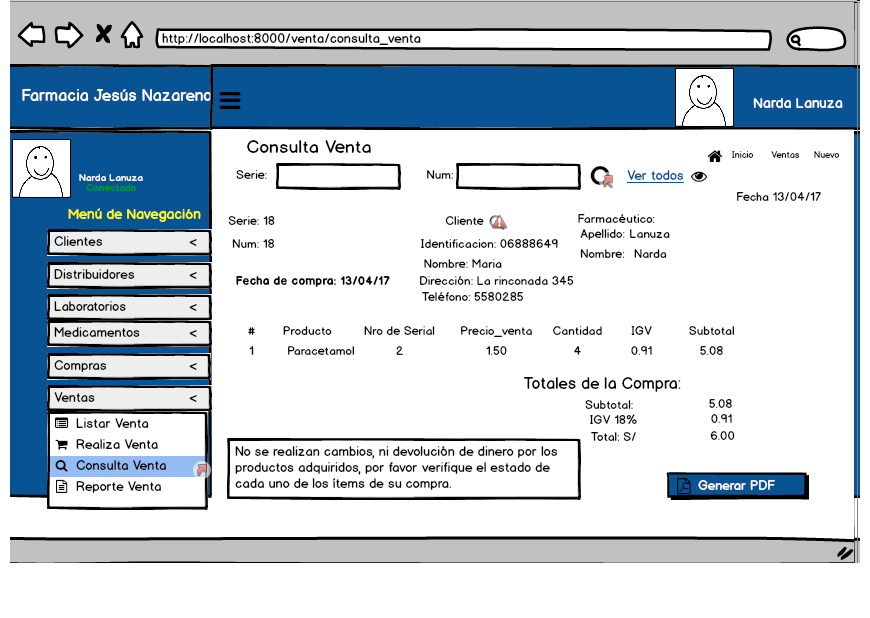 http://localhost:8000/venta/consulta_venta
Farmacia Jesús Nazareno
Narda Lanuza
Narda Lanuza
Conectado
Menú de Navegación
Clientes <
Distribuidores <
Laboratorios <
Medicamentos <
Compras <
Ventas <
Listar Venta
Realiza Venta
Consulta Venta
Reporte Venta
Consulta Venta
Inicio Ventas Nuevo
Serie: Num: Ver todos
Fecha 13/04/17
Serie: 18 Cliente Farmacéutico:
Apellido: Lanuza
Num: 18 Identificacion: 06888649
Nombre: Narda
Nombre: Maria
Fecha de compra: 13/04/17 Dirección: La rinconada 345
Teléfono: 5580285
# Producto Nro de Serial Precio_venta Cantidad IGV Subtotal
1 Paracetamol 2 1.50 4 0.91 5.08
Totales de la Compra:
Subtotal: 5.08
IGV 18% 0.91
Total: S/ 6.00
No se realizan cambios, ni devolución de dinero por los
productos adquiridos, por favor verifique el estado de
cada uno de los ítems de su compra.
Generar PDF